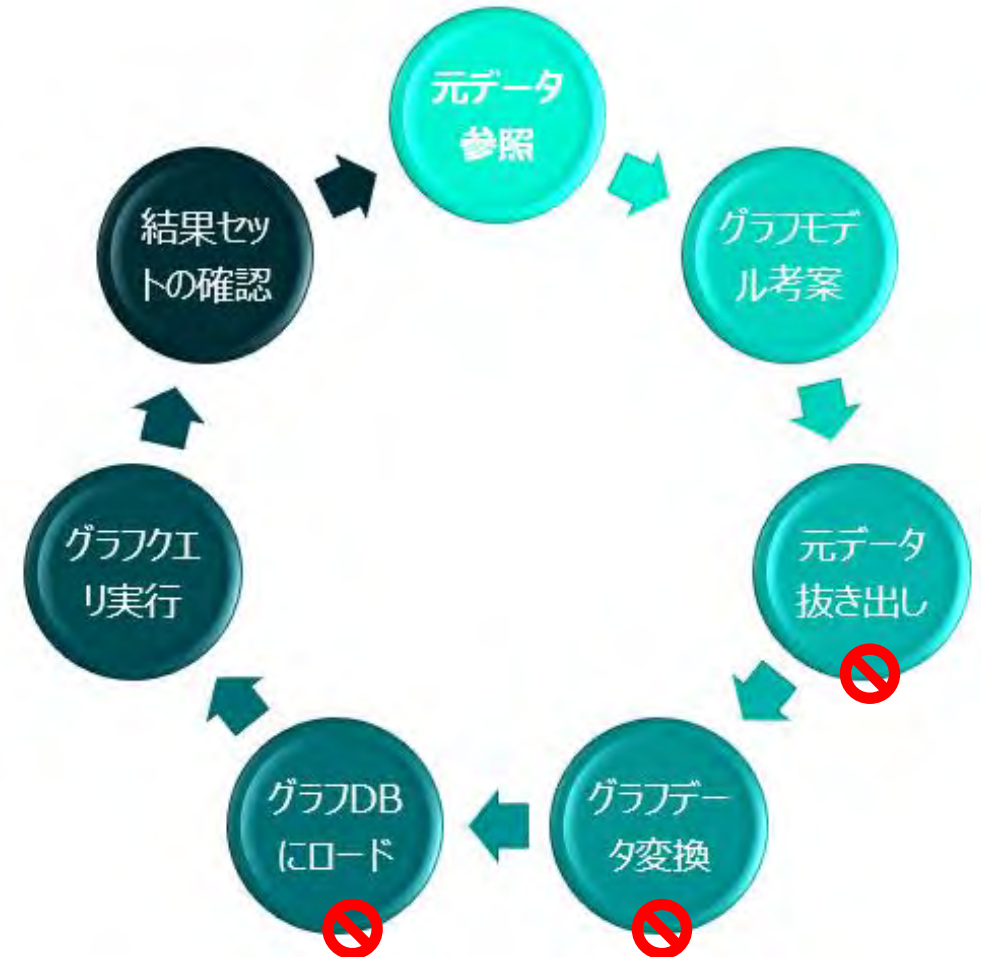 元データ
参照
グラフモデ
ル考案
元データ
抜き出し
グラフデー
タ変換
グラフDB
にロード
グラフクエ
リ実行
結果セッ
トの確認